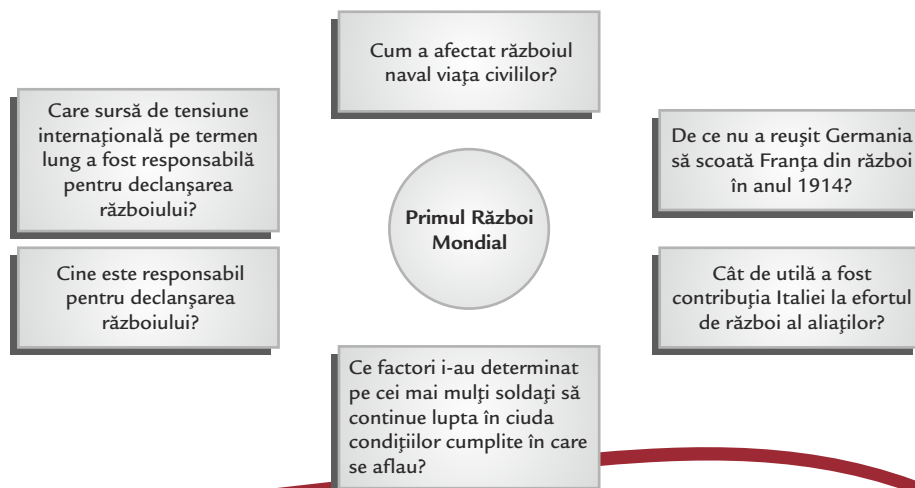 Cum a afectat războiul
naval viaţa civililor?
Care sursă de tensiune
internaţională pe termen
lung a fost responsabilă
pentru declanşarea
războiului?
De ce nu a reuşit Germania
să scoată Franţa din război
în anul 1914?
Primul Război
Mondial
Cine este responsabil
pentru declanşarea
războiului?
Cât de utilă a fost
contribuţia Italiei la efortul
de război al aliaţilor?
Ce factori i-au determinat
pe cei mai mulţi soldaţi să
continue lupta în ciuda
condiţiilor cumplite în care
se aflau?